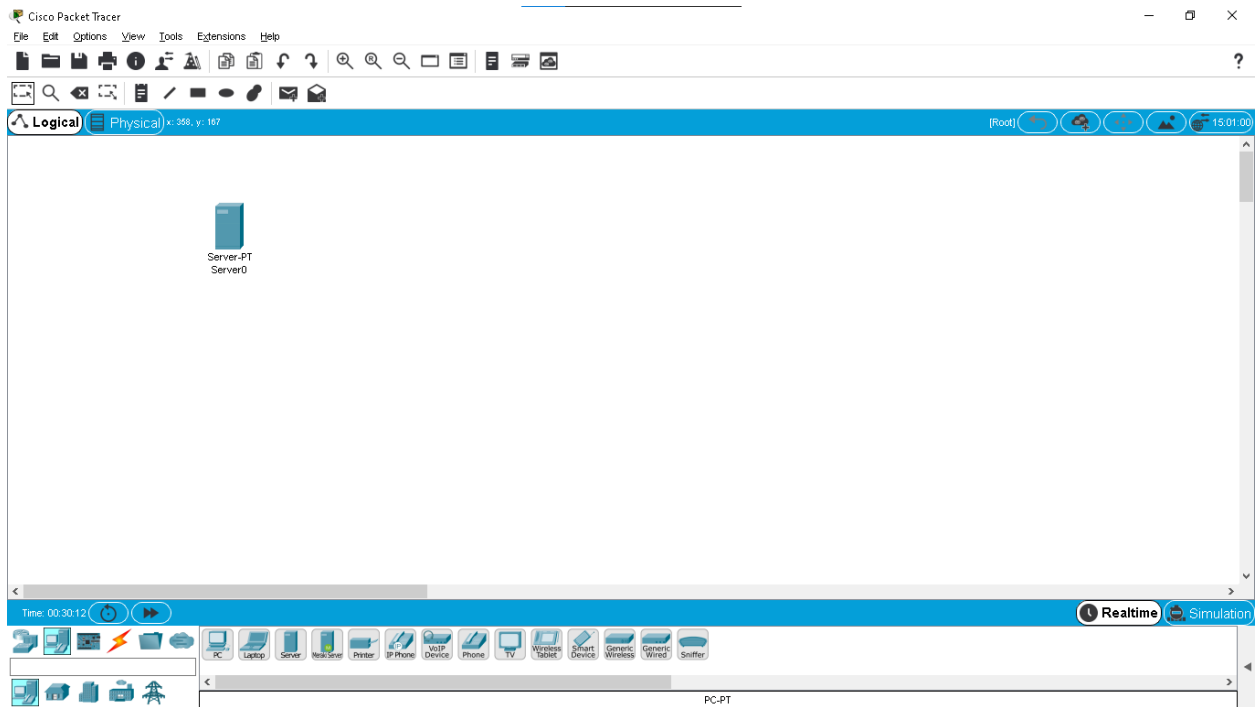 Cisco Packet Tracer
File Edit Options View Tools Extensions Help
?
Logical Physical x: 358, y: 167 [Root] 15:01:00
Server-PT
Server0
Time: 00:30:12 Realtime Simulation
PC Laptop Server Meraki Server Printer IP Phone VoIP Device Phone TV Wireless Tablet Smart Device Generic Wireless Generic Wired Sniffer
PC-PT